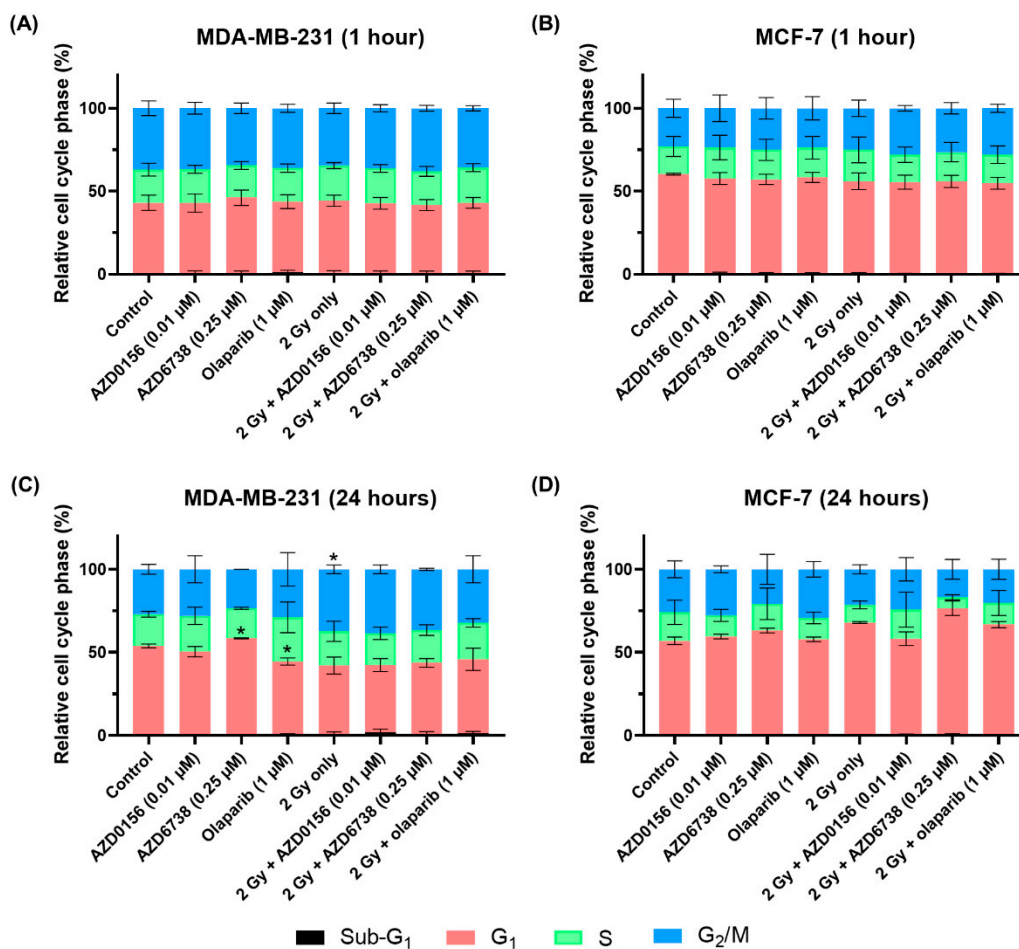 (A)
MDA-MB-231 (1 hour)
Relative cell cycle phase (%)
100
50
0
Control
AZD0156 (0.01 µM)
AZD6738 (0.25 µM)
Olaparib (1 µM)
2 Gy only
2 Gy + AZD0156 (0.01 µM)
2 Gy + AZD6738 (0.25 µM)
2 Gy + olaparib (1 µM)
(B)
MCF-7 (1 hour)
Relative cell cycle phase (%)
100
50
0
Control
AZD0156 (0.01 µM)
AZD6738 (0.25 µM)
Olaparib (1 µM)
2 Gy only
2 Gy + AZD0156 (0.01 µM)
2 Gy + AZD6738 (0.25 µM)
2 Gy + olaparib (1 µM)
(C)
MDA-MB-231 (24 hours)
Relative cell cycle phase (%)
100
50
0
*
*
*
Control
AZD0156 (0.01 µM)
AZD6738 (0.25 µM)
Olaparib (1 µM)
2 Gy only
2 Gy + AZD0156 (0.01 µM)
2 Gy + AZD6738 (0.25 µM)
2 Gy + olaparib (1 µM)
(D)
MCF-7 (24 hours)
Relative cell cycle phase (%)
100
50
0
Control
AZD0156 (0.01 µM)
AZD6738 (0.25 µM)
Olaparib (1 µM)
2 Gy only
2 Gy + AZD0156 (0.01 µM)
2 Gy + AZD6738 (0.25 µM)
2 Gy + olaparib (1 µM)
Sub-G₁ G₁ S G₂/M